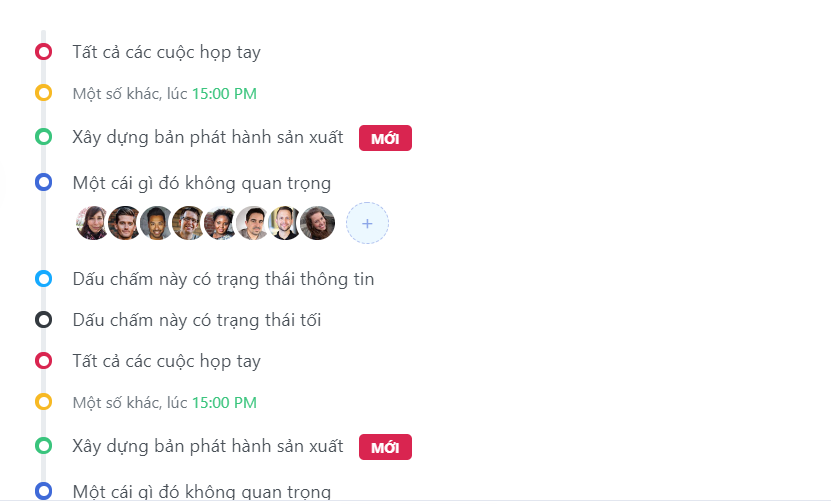 Tất cả các cuộc họp tay
Một số khác, lúc 15:00 PM
Xây dựng bản phát hành sản xuất MỚI
Một cái gì đó không quan trọng
+
Dấu chấm này có trạng thái thông tin
Dấu chấm này có trạng thái tối
Tất cả các cuộc họp tay
Một số khác, lúc 15:00 PM
Xây dựng bản phát hành sản xuất MỚI
Một cái gì đó không quan trọng